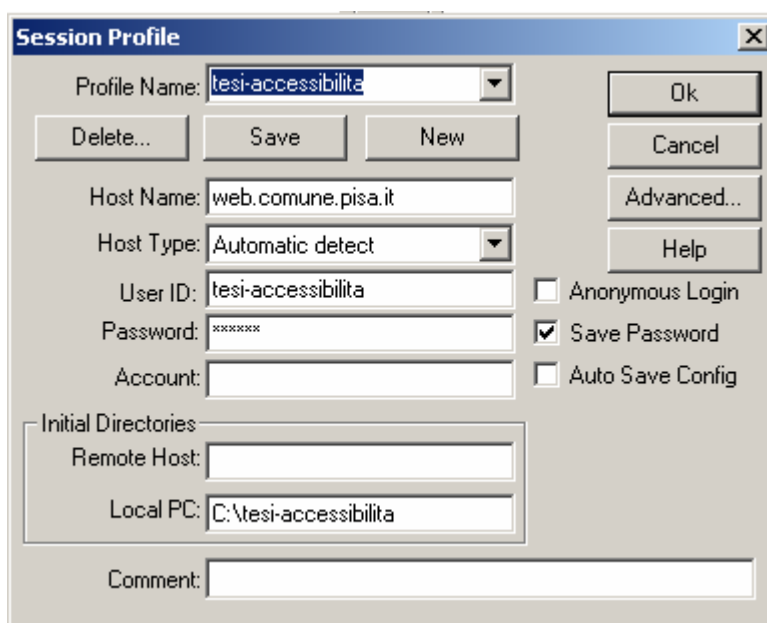 Session Profile
Profile Name: tesi-accessibilita
Ok
Delete... Save New
Cancel
Host Name: web.comune.pisa.it
Advanced...
Host Type: Automatic detect
Help
User ID: tesi-accessibilita
Anonymous Login
Password: ******
Save Password
Account:
Auto Save Config
Initial Directories
Remote Host:
Local PC: C:\tesi-accessibilita
Comment: